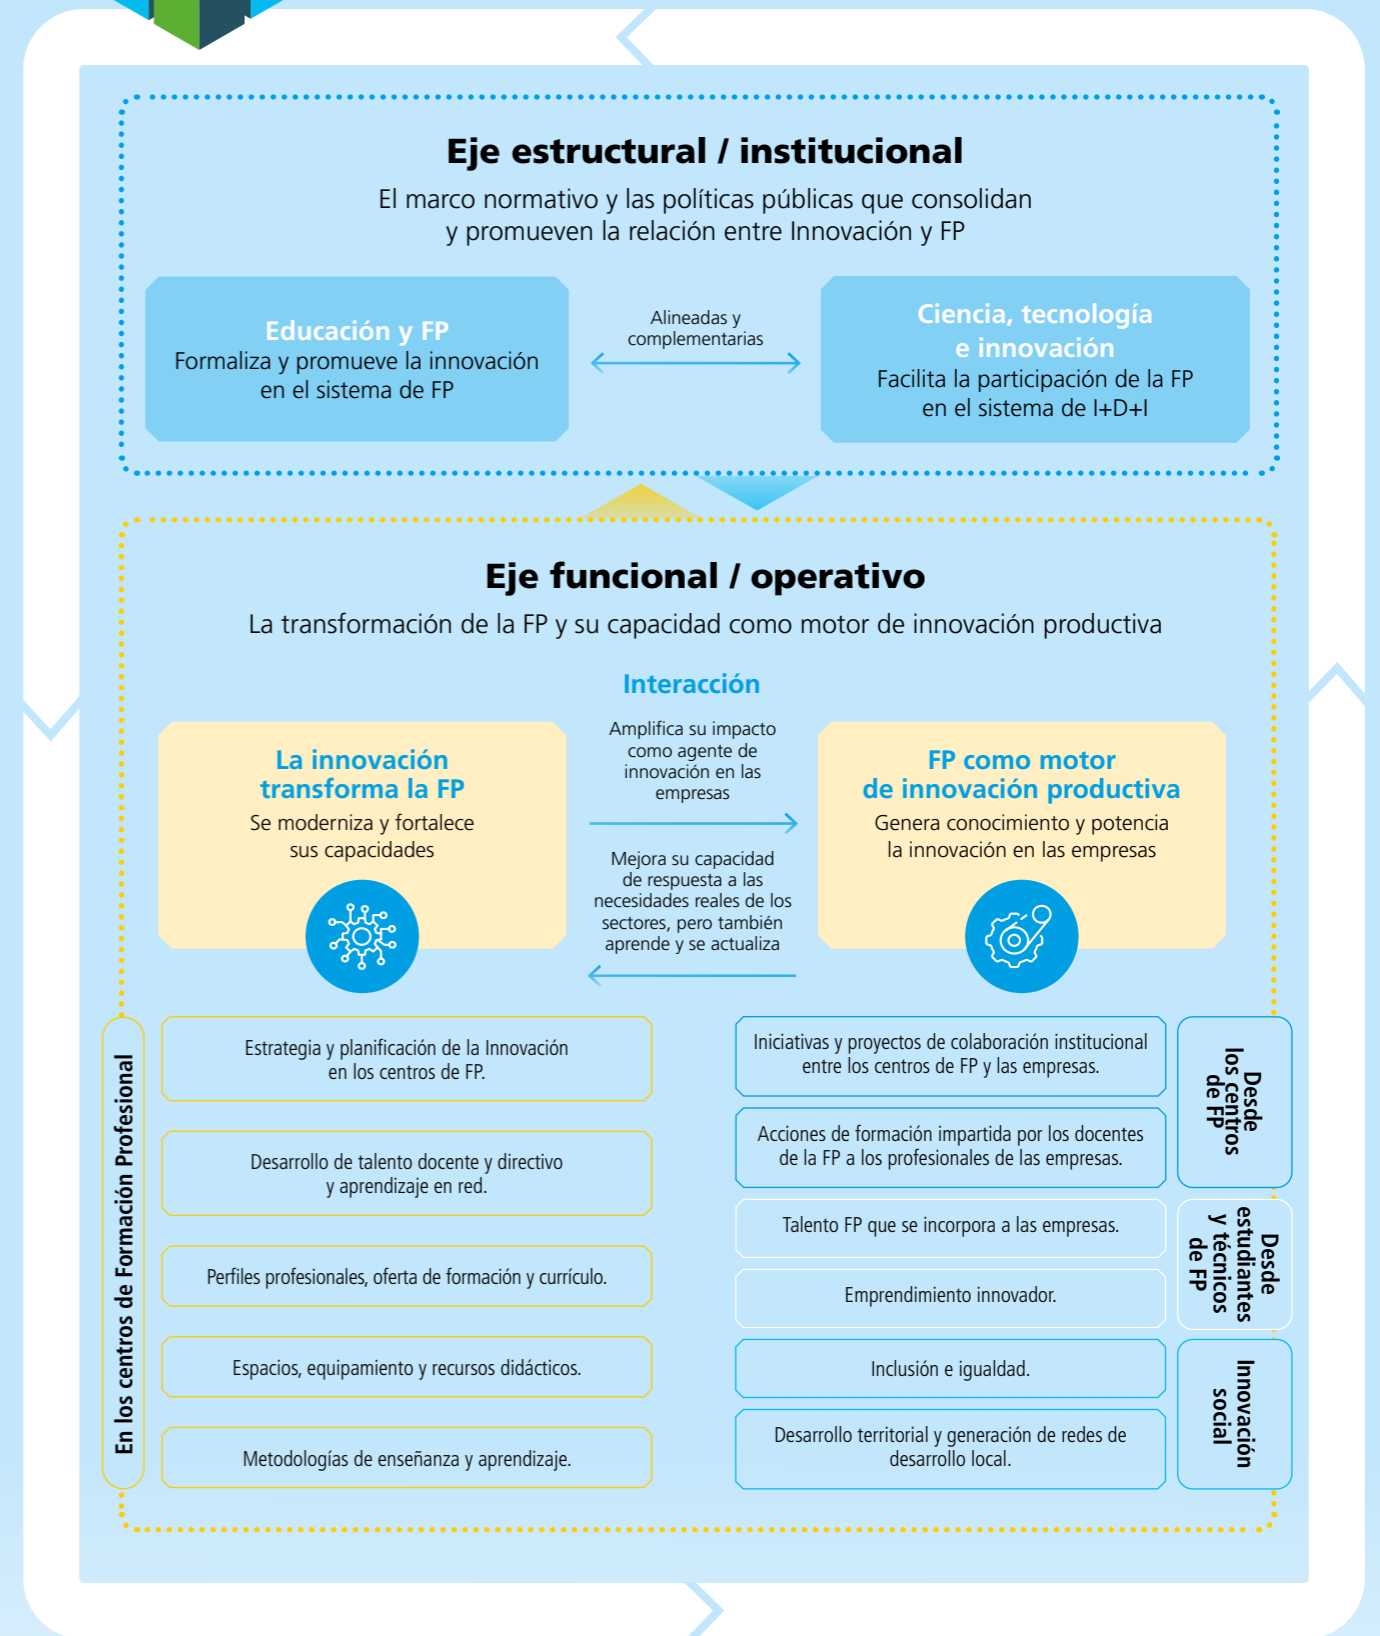 Eje estructural / institucional
El marco normativo y las políticas públicas que consolidan
y promueven la relación entre Innovación y FP
Educación y FP
Formaliza y promueve la innovación
en el sistema de FP
Alineadas y
complementarias
Ciencia, tecnología
e innovación
Facilita la participación de la FP
en el sistema de I+D+I
Eje funcional / operativo
La transformación de la FP y su capacidad como motor de innovación productiva
Interacción
La innovación
transforma la FP
Se moderniza y fortalece
sus capacidades
Amplifica su impacto
como agente de
innovación en las
empresas
Mejora su capacidad
de respuesta a las
necesidades reales de los
sectores, pero también
aprende y se actualiza
FP como motor
de innovación productiva
Genera conocimiento y potencia
la innovación en las empresas
En los centros de Formación Profesional
Estrategia y planificación de la Innovación
en los centros de FP.
Desarrollo de talento docente y directivo
y aprendizaje en red.
Perfiles profesionales, oferta de formación y currículo.
Espacios, equipamiento y recursos didácticos.
Metodologías de enseñanza y aprendizaje.
Iniciativas y proyectos de colaboración institucional
entre los centros de FP y las empresas.
Acciones de formación impartida por los docentes
de la FP a los profesionales de las empresas.
Desde
los centros
de FP
Talento FP que se incorpora a las empresas.
Emprendimiento innovador.
Desde
estudiantes
y técnicos
de FP
Inclusión e igualdad.
Desarrollo territorial y generación de redes de
desarrollo local.
Innovación
social